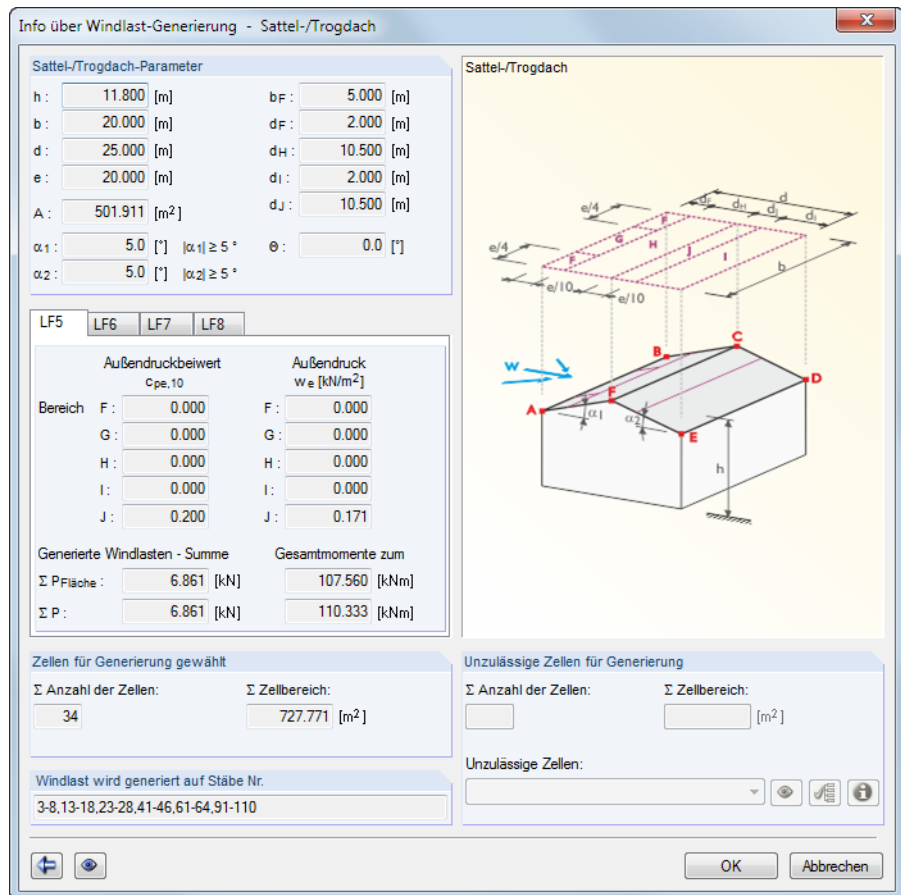 Info über Windlast-Generierung - Sattel-/Trogdach
Sattel-/Trogdach-Parameter
h : 11.800 [m] bF : 5.000 [m]
b : 20.000 [m] dF : 2.000 [m]
d : 25.000 [m] dH : 10.500 [m]
e : 20.000 [m] dI : 2.000 [m]
A : 501.911 [m²] dJ : 10.500 [m]
α1 : 5.0 [°] |α1| ≥ 5 ° Θ : 0.0 [°]
α2 : 5.0 [°] |α2| ≥ 5 °
LF5 LF6 LF7 LF8
Außendruckbeiwert Außendruck
cpe,10 we [kN/m²]
Bereich F : 0.000 F : 0.000
G : 0.000 G : 0.000
H : 0.000 H : 0.000
I : 0.000 I : 0.000
J : 0.200 J : 0.171
Generierte Windlasten - Summe Gesamtmomente zum
Σ PFläche : 6.861 [kN] 107.560 [kNm]
Σ P : 6.861 [kN] 110.333 [kNm]
Sattel-/Trogdach
d
dF dH dJ dI
e/4 F
G H J I
e/4 F
b
e/10
e/10
C
B
W
D
F
A α1
α2
E
h
Zellen für Generierung gewählt
Σ Anzahl der Zellen: Σ Zellbereich:
34 727.771 [m²]
Windlast wird generiert auf Stäbe Nr.
3-8,13-18,23-28,41-46,61-64,91-110
Unzulässige Zellen für Generierung
Σ Anzahl der Zellen: Σ Zellbereich:
[m²]
Unzulässige Zellen:
OK Abbrechen